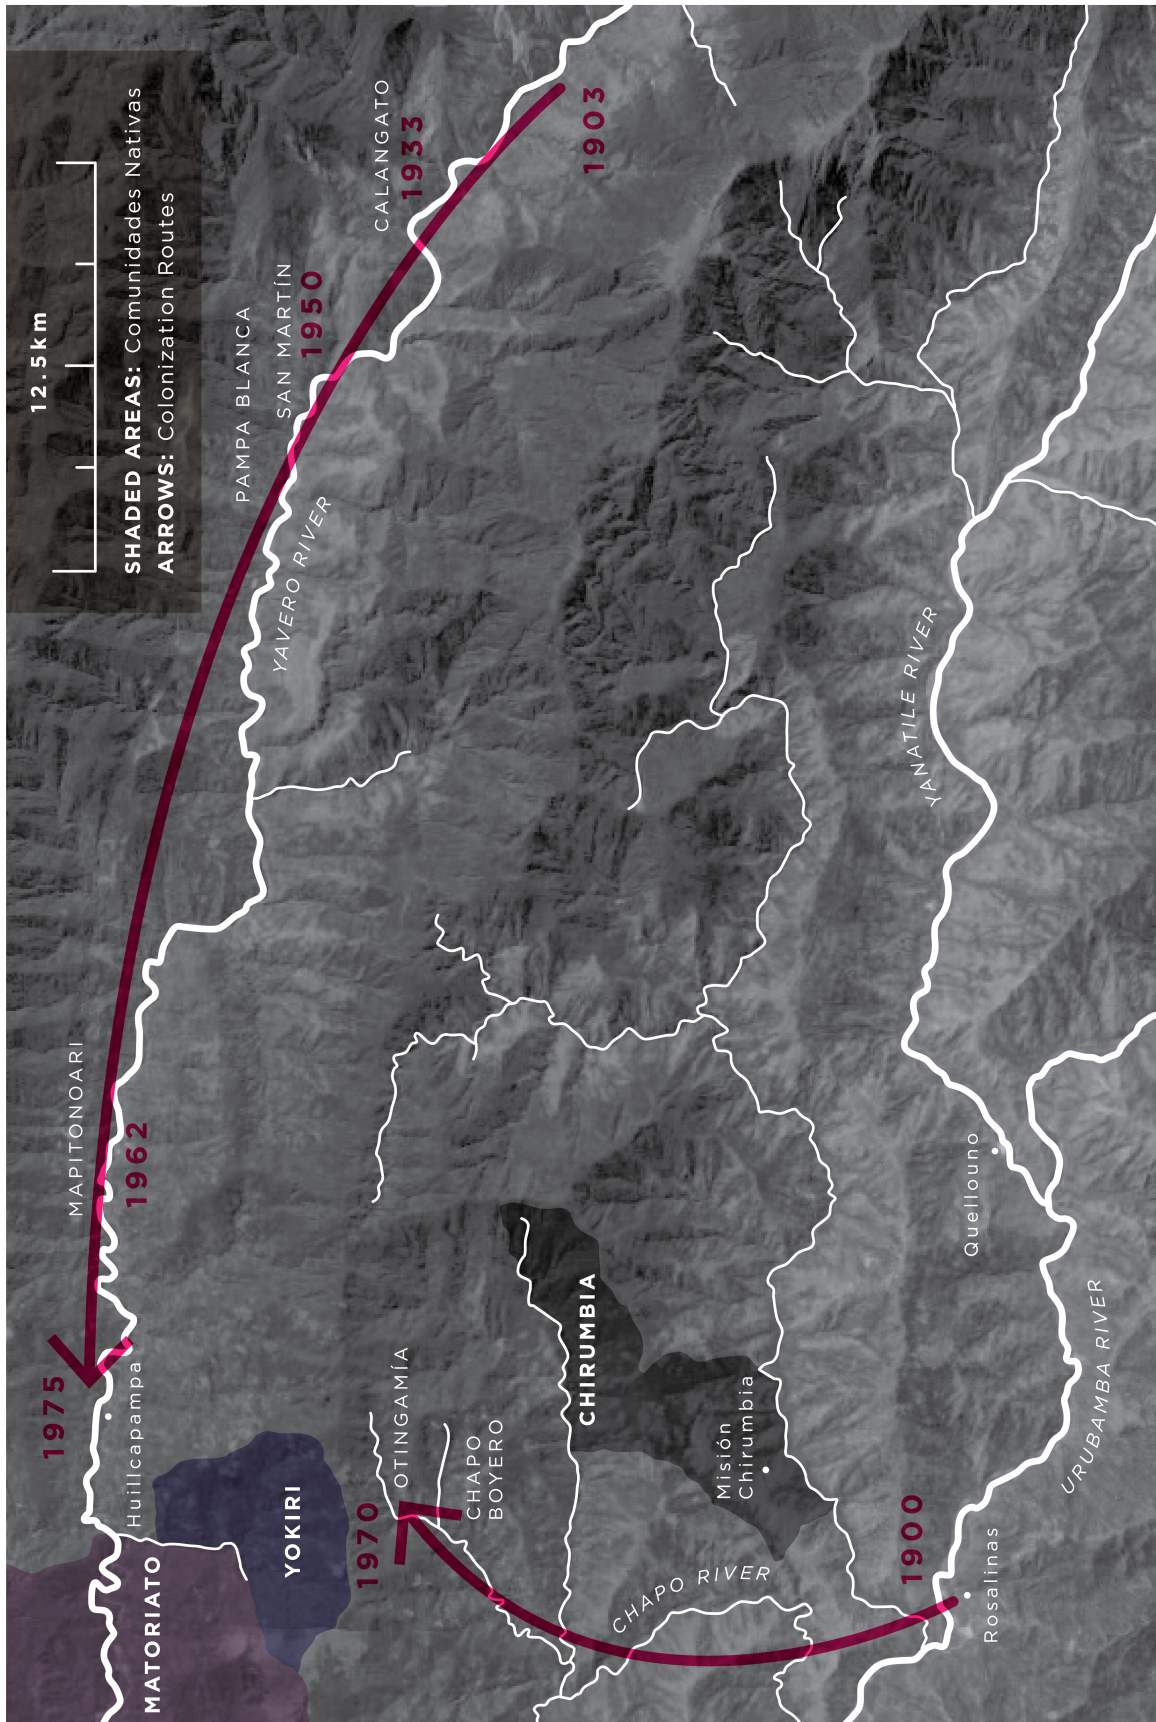 12.5km
SHADED AREAS: Comunidades Nativas
ARROWS: Colonization Routes
1975
Huillcapampa
MATORIATO
YOKIRI
MAPITONOARI
1962
PAMPA BLANCA
SAN MARTÍN
1950
YAVERO RIVER
CALANGATO
1933
1903
1970
OTINGAMÍA
CHAPO
BOYERO
CHIRUMBIA
Misión
Chirumbia
CHAPO RIVER
1900
Rosalinas
Quellouno
URUBAMBA RIVER
YANATILE RIVER